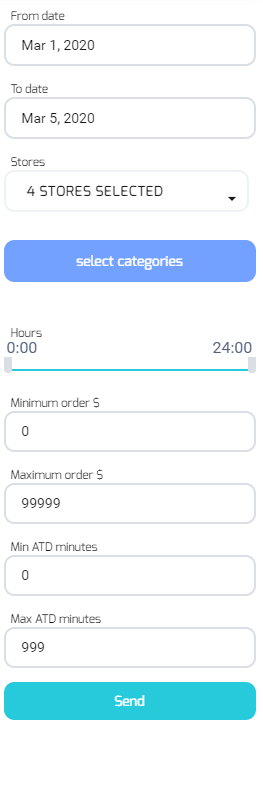 From date
Mar 1, 2020
To date
Mar 5, 2020
Stores
4 STORES SELECTED
select categories
Hours
0:00 24:00
Minimum order $
0
Maximum order $
99999
Min ATD minutes
0
Max ATD minutes
999
Send